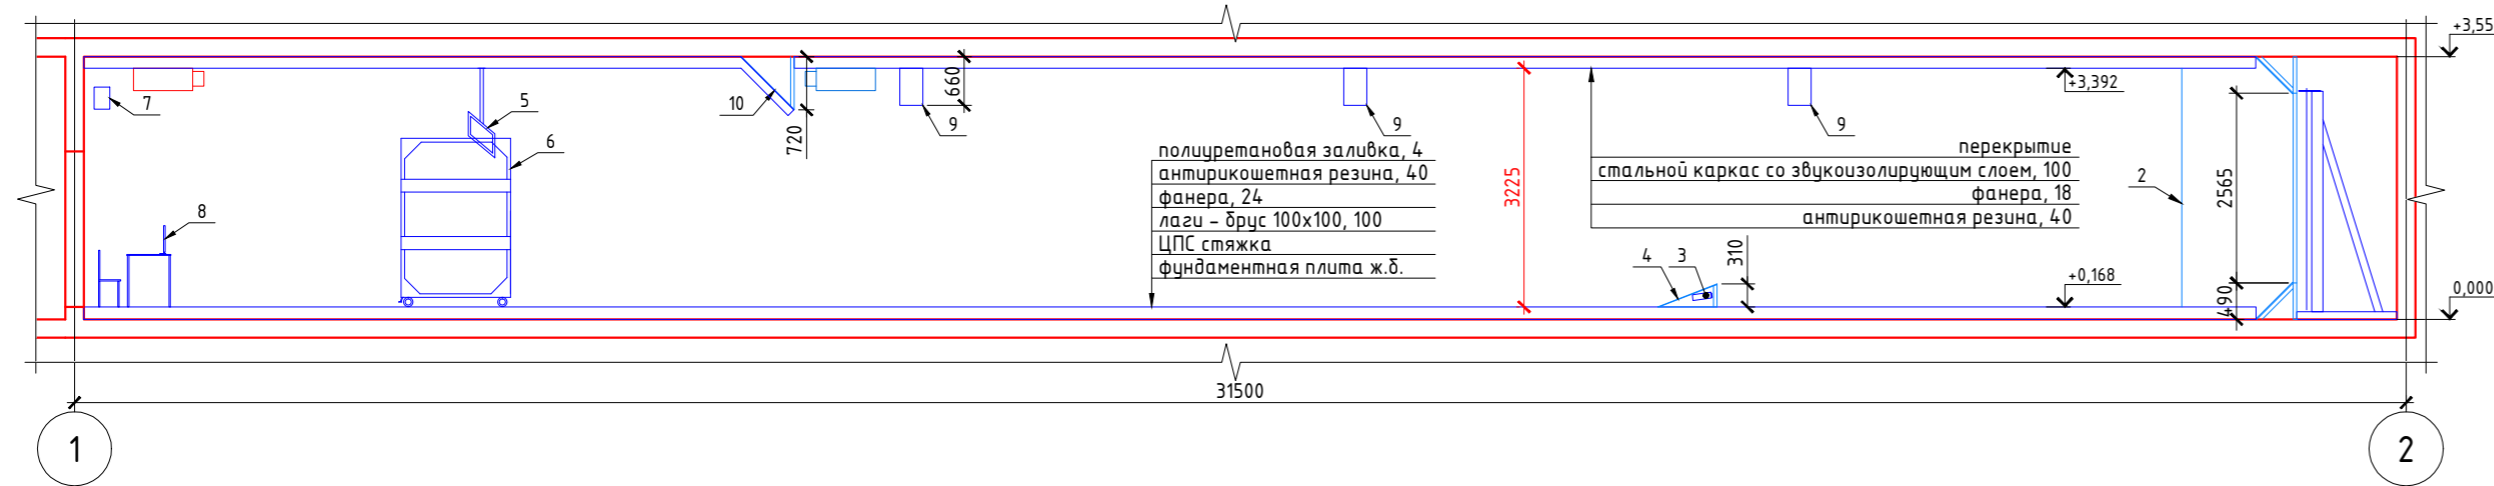 +3,55
660
+3,392
7
5
10
9
9
9
720
6
полиуретановая заливка, 4
антирикошетная резина, 40
фанера, 24
лаги - брус 100х100, 100
ЦПС стяжка
фундаментная плита ж.б.
3225
перекрытие
стальной каркас со звукоизолирующим слоем, 100
фанера, 18
антирикошетная резина, 40
2
2565
8
4
3
310
+0,168
490
0,000
31500
1
2